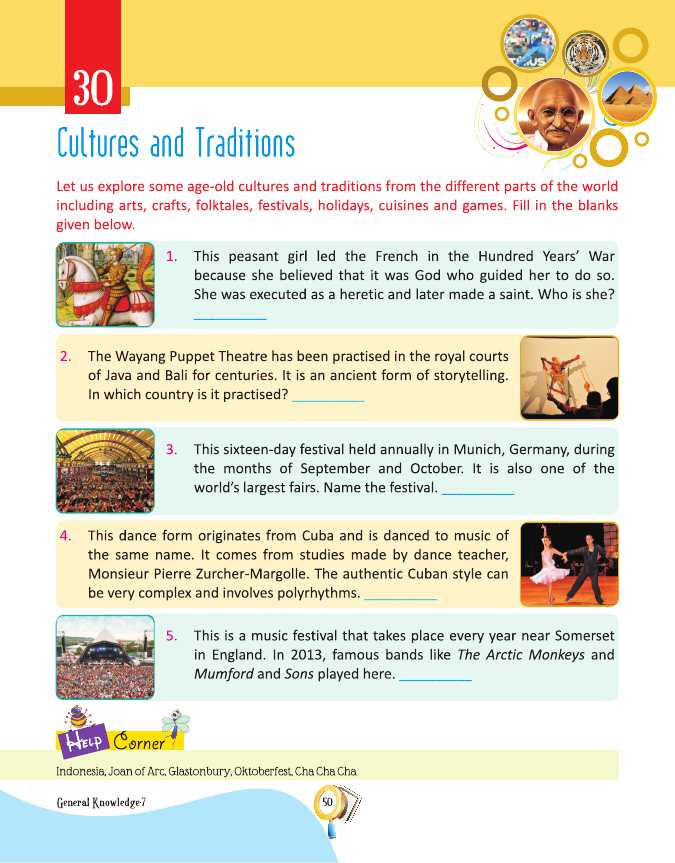 30
Cultures and Traditions
Let us explore some age-old cultures and traditions from the different parts of the world
including arts, crafts, folktales, festivals, holidays, cuisines and games. Fill in the blanks
given below.
1. This peasant girl led the French in the Hundred Years' War
because she believed that it was God who guided her to do so.
She was executed as a heretic and later made a saint. Who is she?
__________
2. The Wayang Puppet Theatre has been practised in the royal courts
of Java and Bali for centuries. It is an ancient form of storytelling.
In which country is it practised? __________
3. This sixteen-day festival held annually in Munich, Germany, during
the months of September and October. It is also one of the
world's largest fairs. Name the festival. __________
4. This dance form originates from Cuba and is danced to music of
the same name. It comes from studies made by dance teacher,
Monsieur Pierre Zurcher-Margolle. The authentic Cuban style can
be very complex and involves polyrhythms. __________
5. This is a music festival that takes place every year near Somerset
in England. In 2013, famous bands like The Arctic Monkeys and
Mumford and Sons played here. __________
Help Corner
Indonesia, Joan of Arc, Glastonbury, Oktoberfest, Cha Cha Cha
General Knowledge-7
50